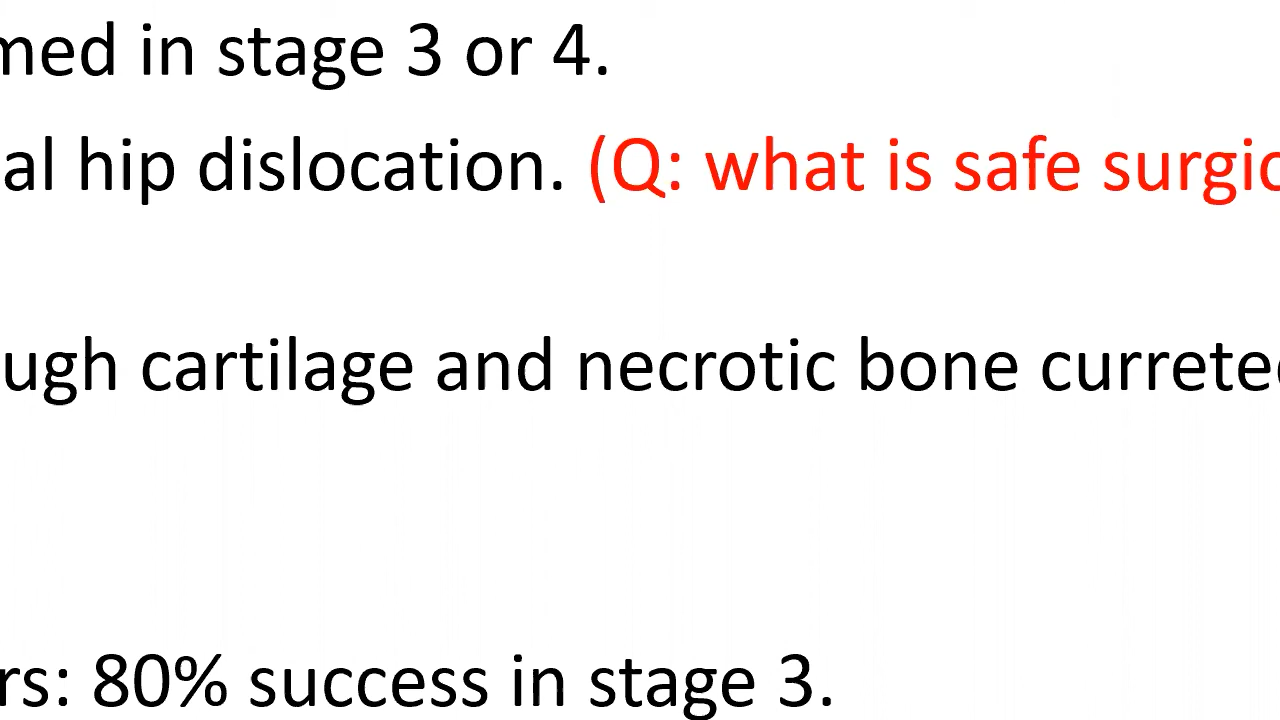 med in stage 3 or 4.
al hip dislocation. (Q: what is safe surgic
ugh cartilage and necrotic bone curreted
rs: 80% success in stage 3.